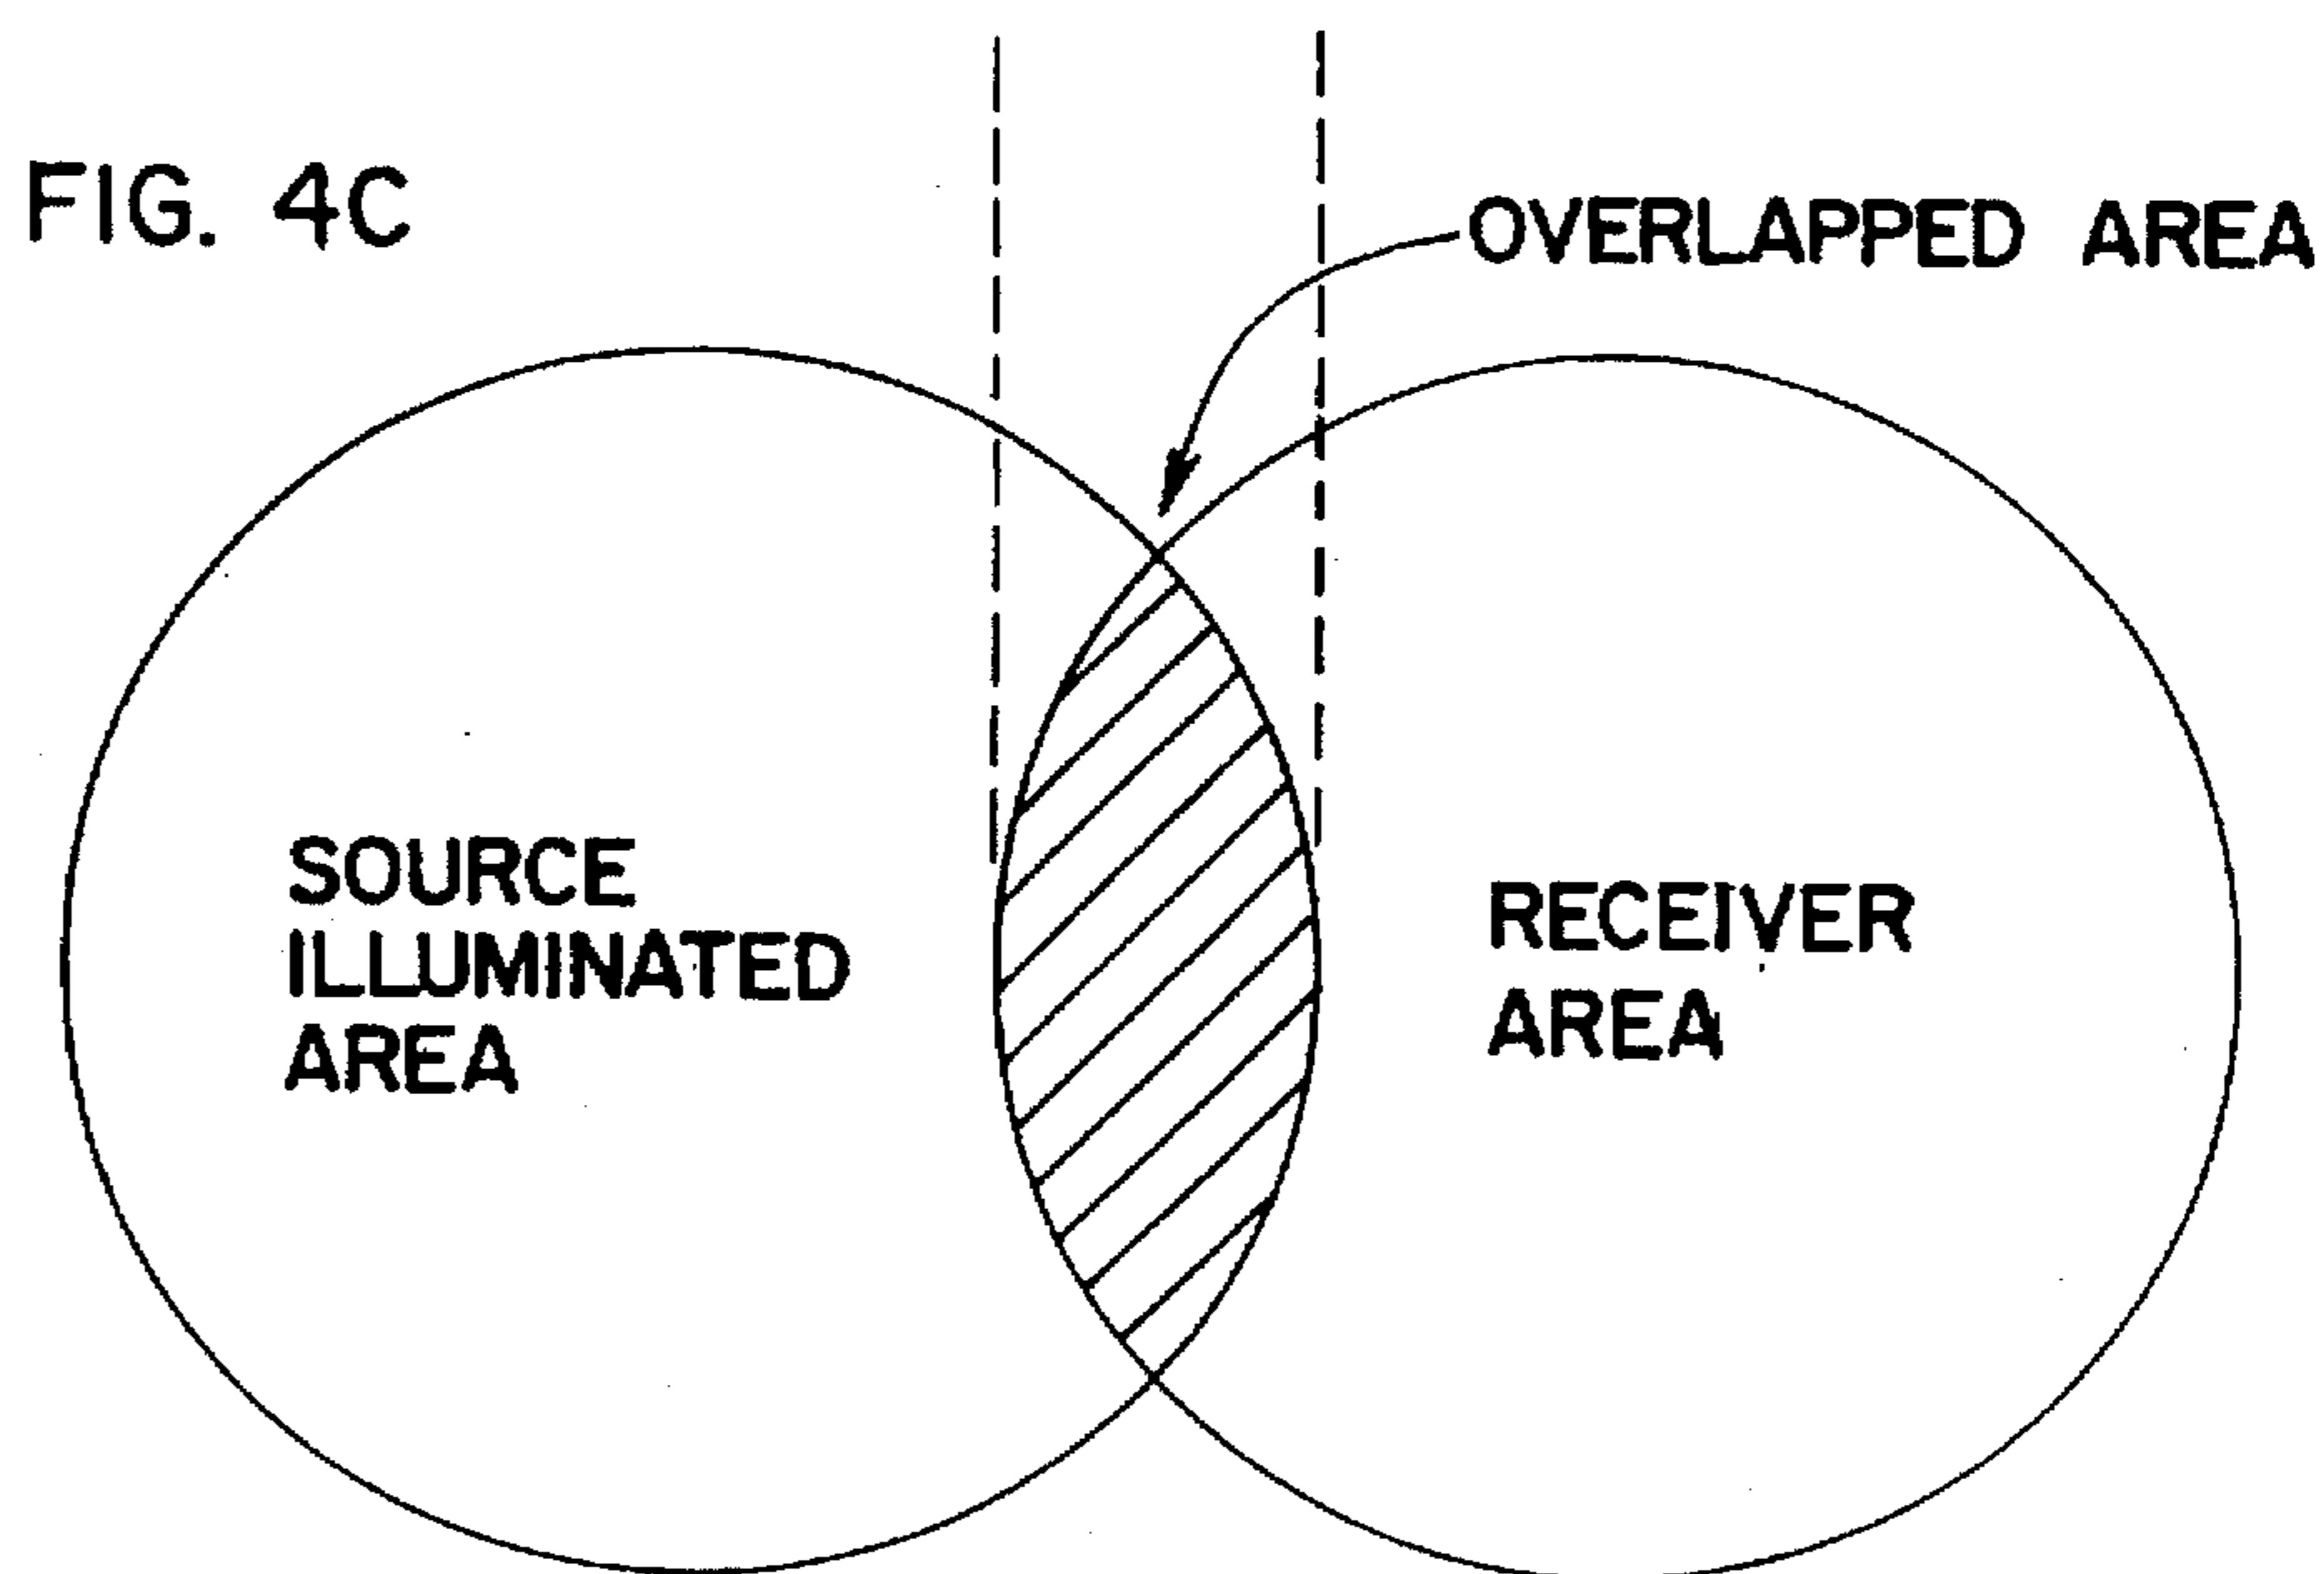 FIG. 4C
OVERLAPPED AREA
SOURCE
ILLUMINATED
AREA
RECEIVER
AREA